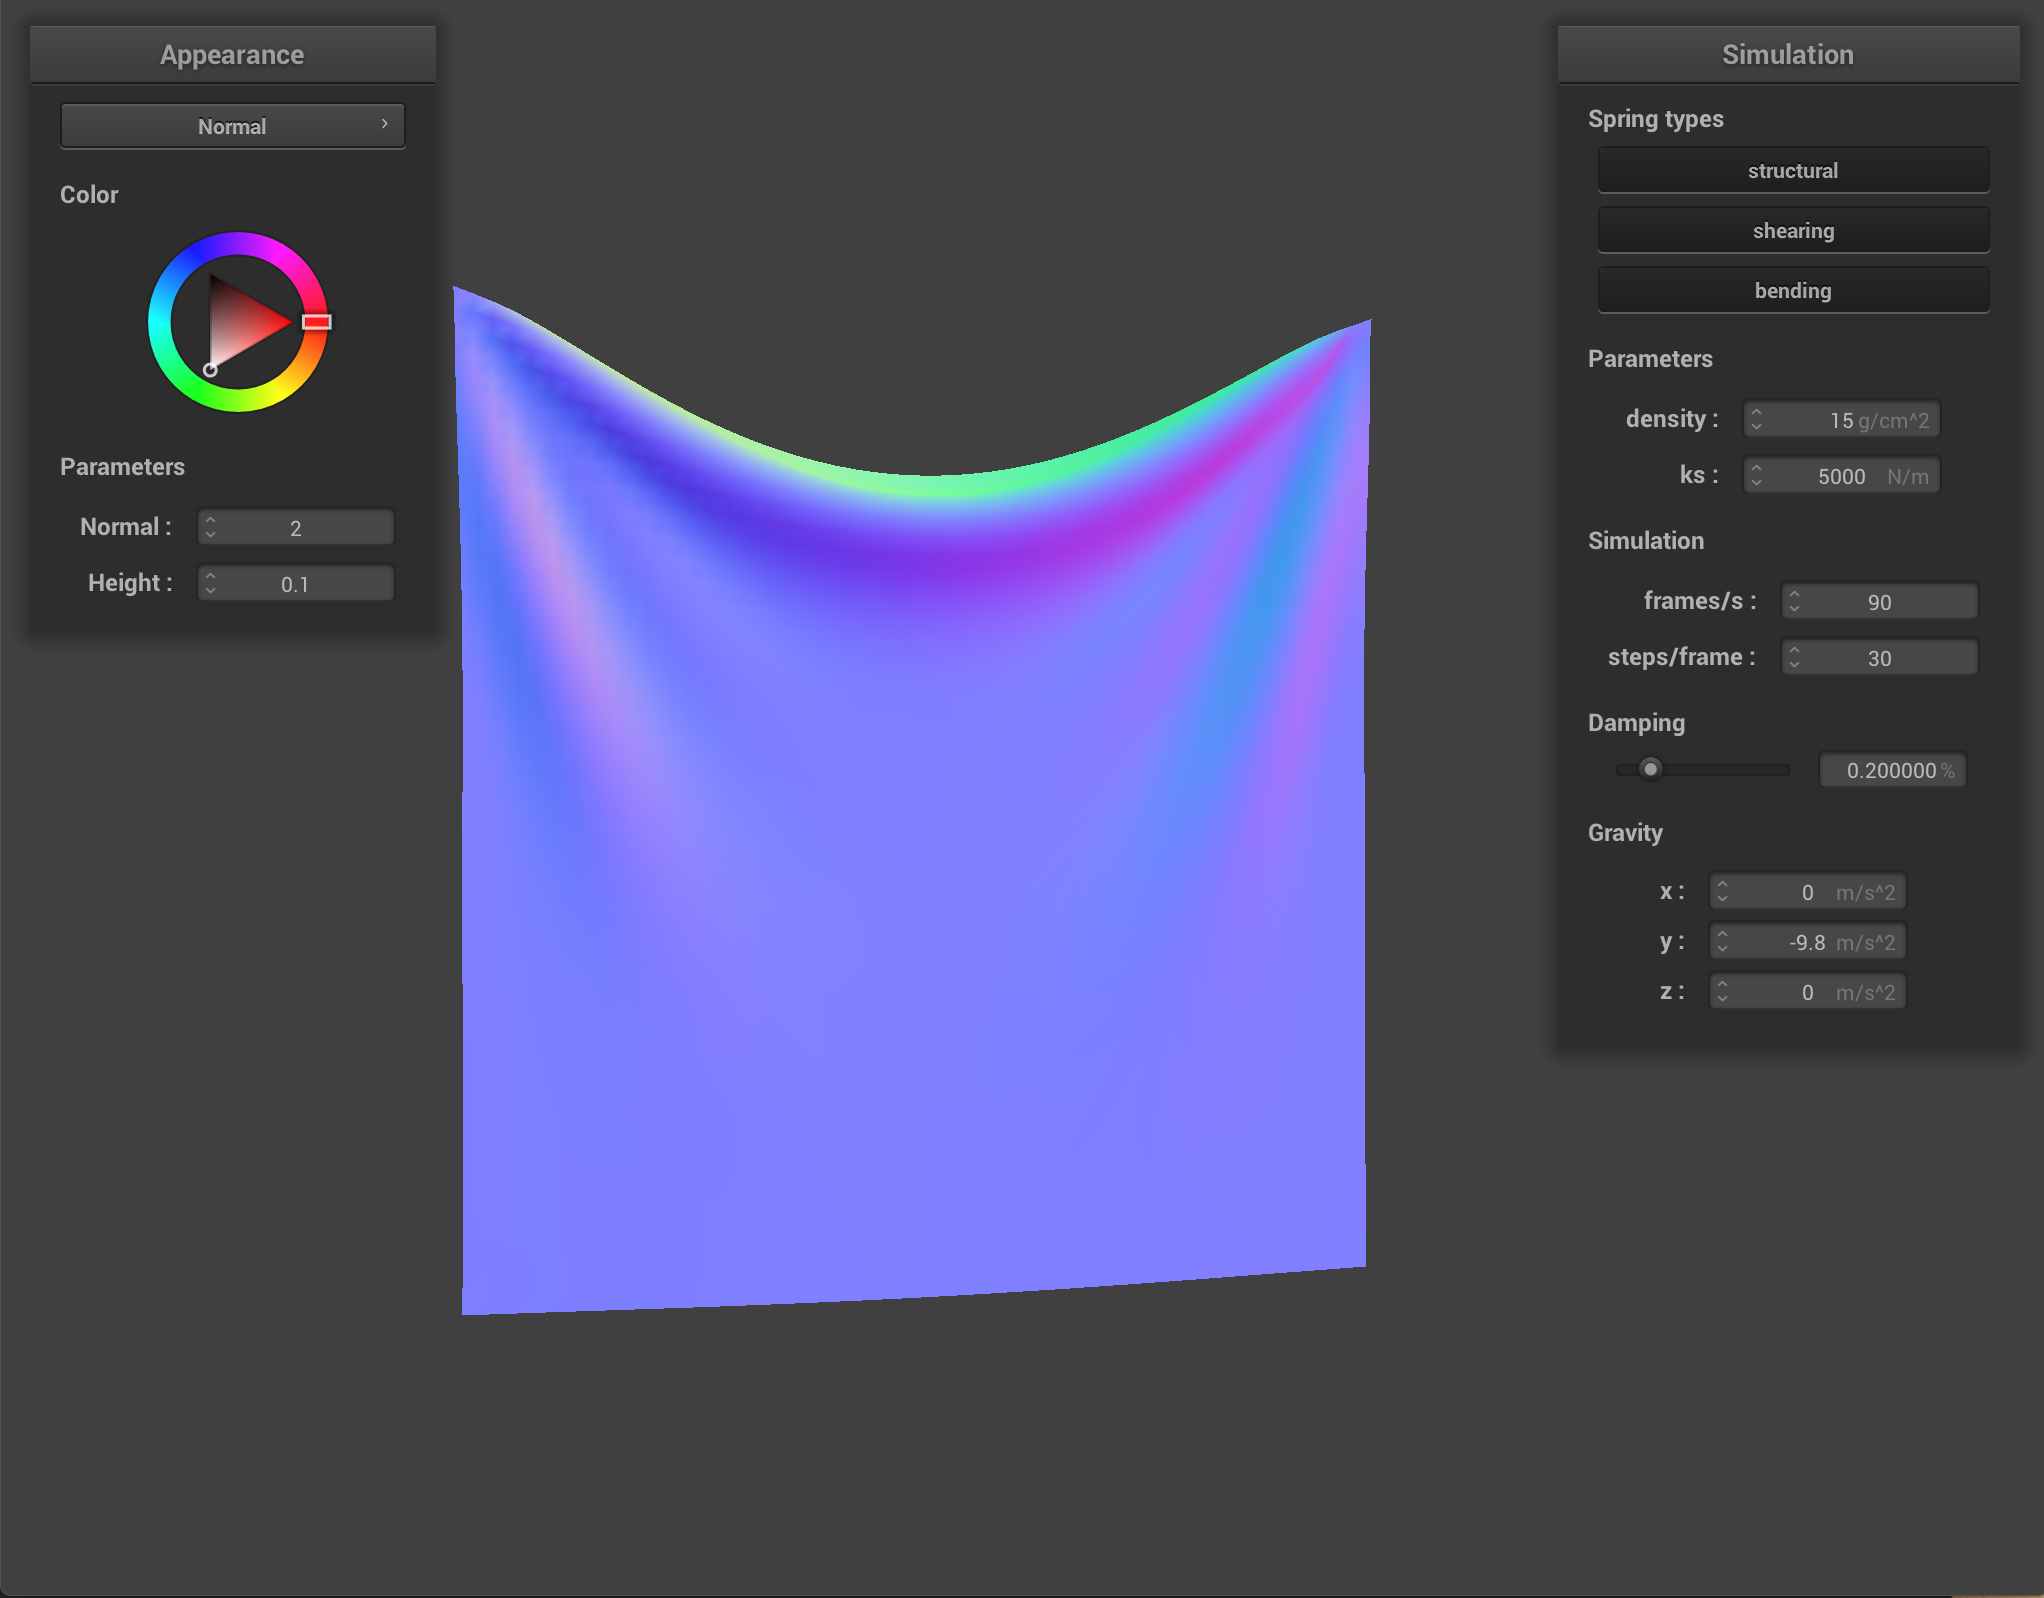 Appearance
Normal
Color
Parameters
Normal : 2
Height : 0.1
Simulation
Spring types
structural
shearing
bending
Parameters
density : 15 g/cm^2
ks : 5000 N/m
Simulation
frames/s : 90
steps/frame : 30
Damping
0.200000 %
Gravity
x : 0 m/s^2
y : -9.8 m/s^2
z : 0 m/s^2